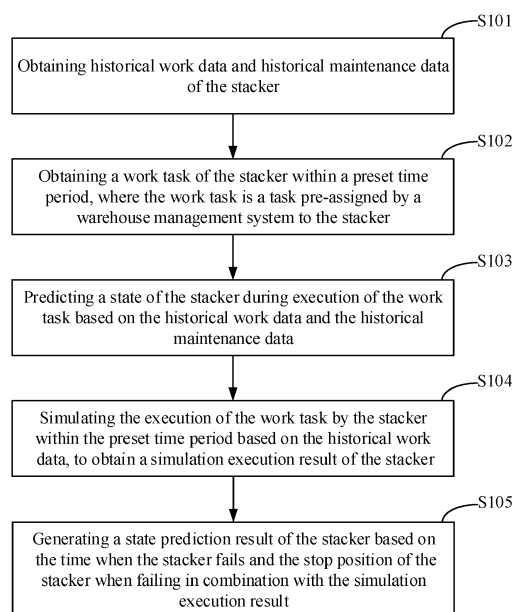 S101
Obtaining historical work data and historical maintenance data
of the stacker
S102
Obtaining a work task of the stacker within a preset time
period, where the work task is a task pre-assigned by a
warehouse management system to the stacker
S103
Predicting a state of the stacker during execution of the work
task based on the historical work data and the historical
maintenance data
S104
Simulating the execution of the work task by the stacker
within the preset time period based on the historical work
data, to obtain a simulation execution result of the stacker
S105
Generating a state prediction result of the stacker based on
the time when the stacker fails and the stop position of the
stacker when failing in combination with the simulation
execution result